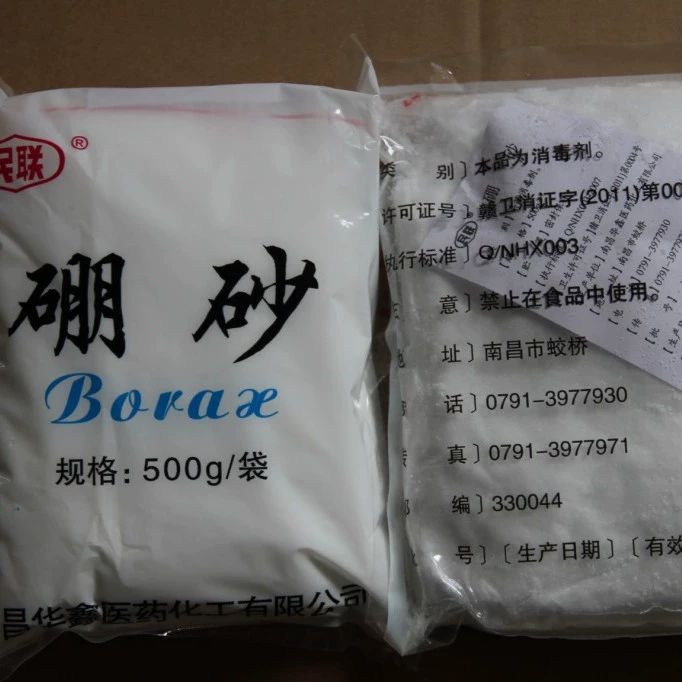 民联®
硼砂
Borax
规格：500g/袋
昌华鑫医药化工有限公司
类 别〕本品为消毒剂。
许可证号〕赣卫消证字(2011)第00
执行标准〕Q/NHX003
意〕禁止在食品中使用。
址〕南昌市蛟桥
话〕0791-3977930
真〕0791-3977971
编〕330044
号〕〔生产日期〕〔有效